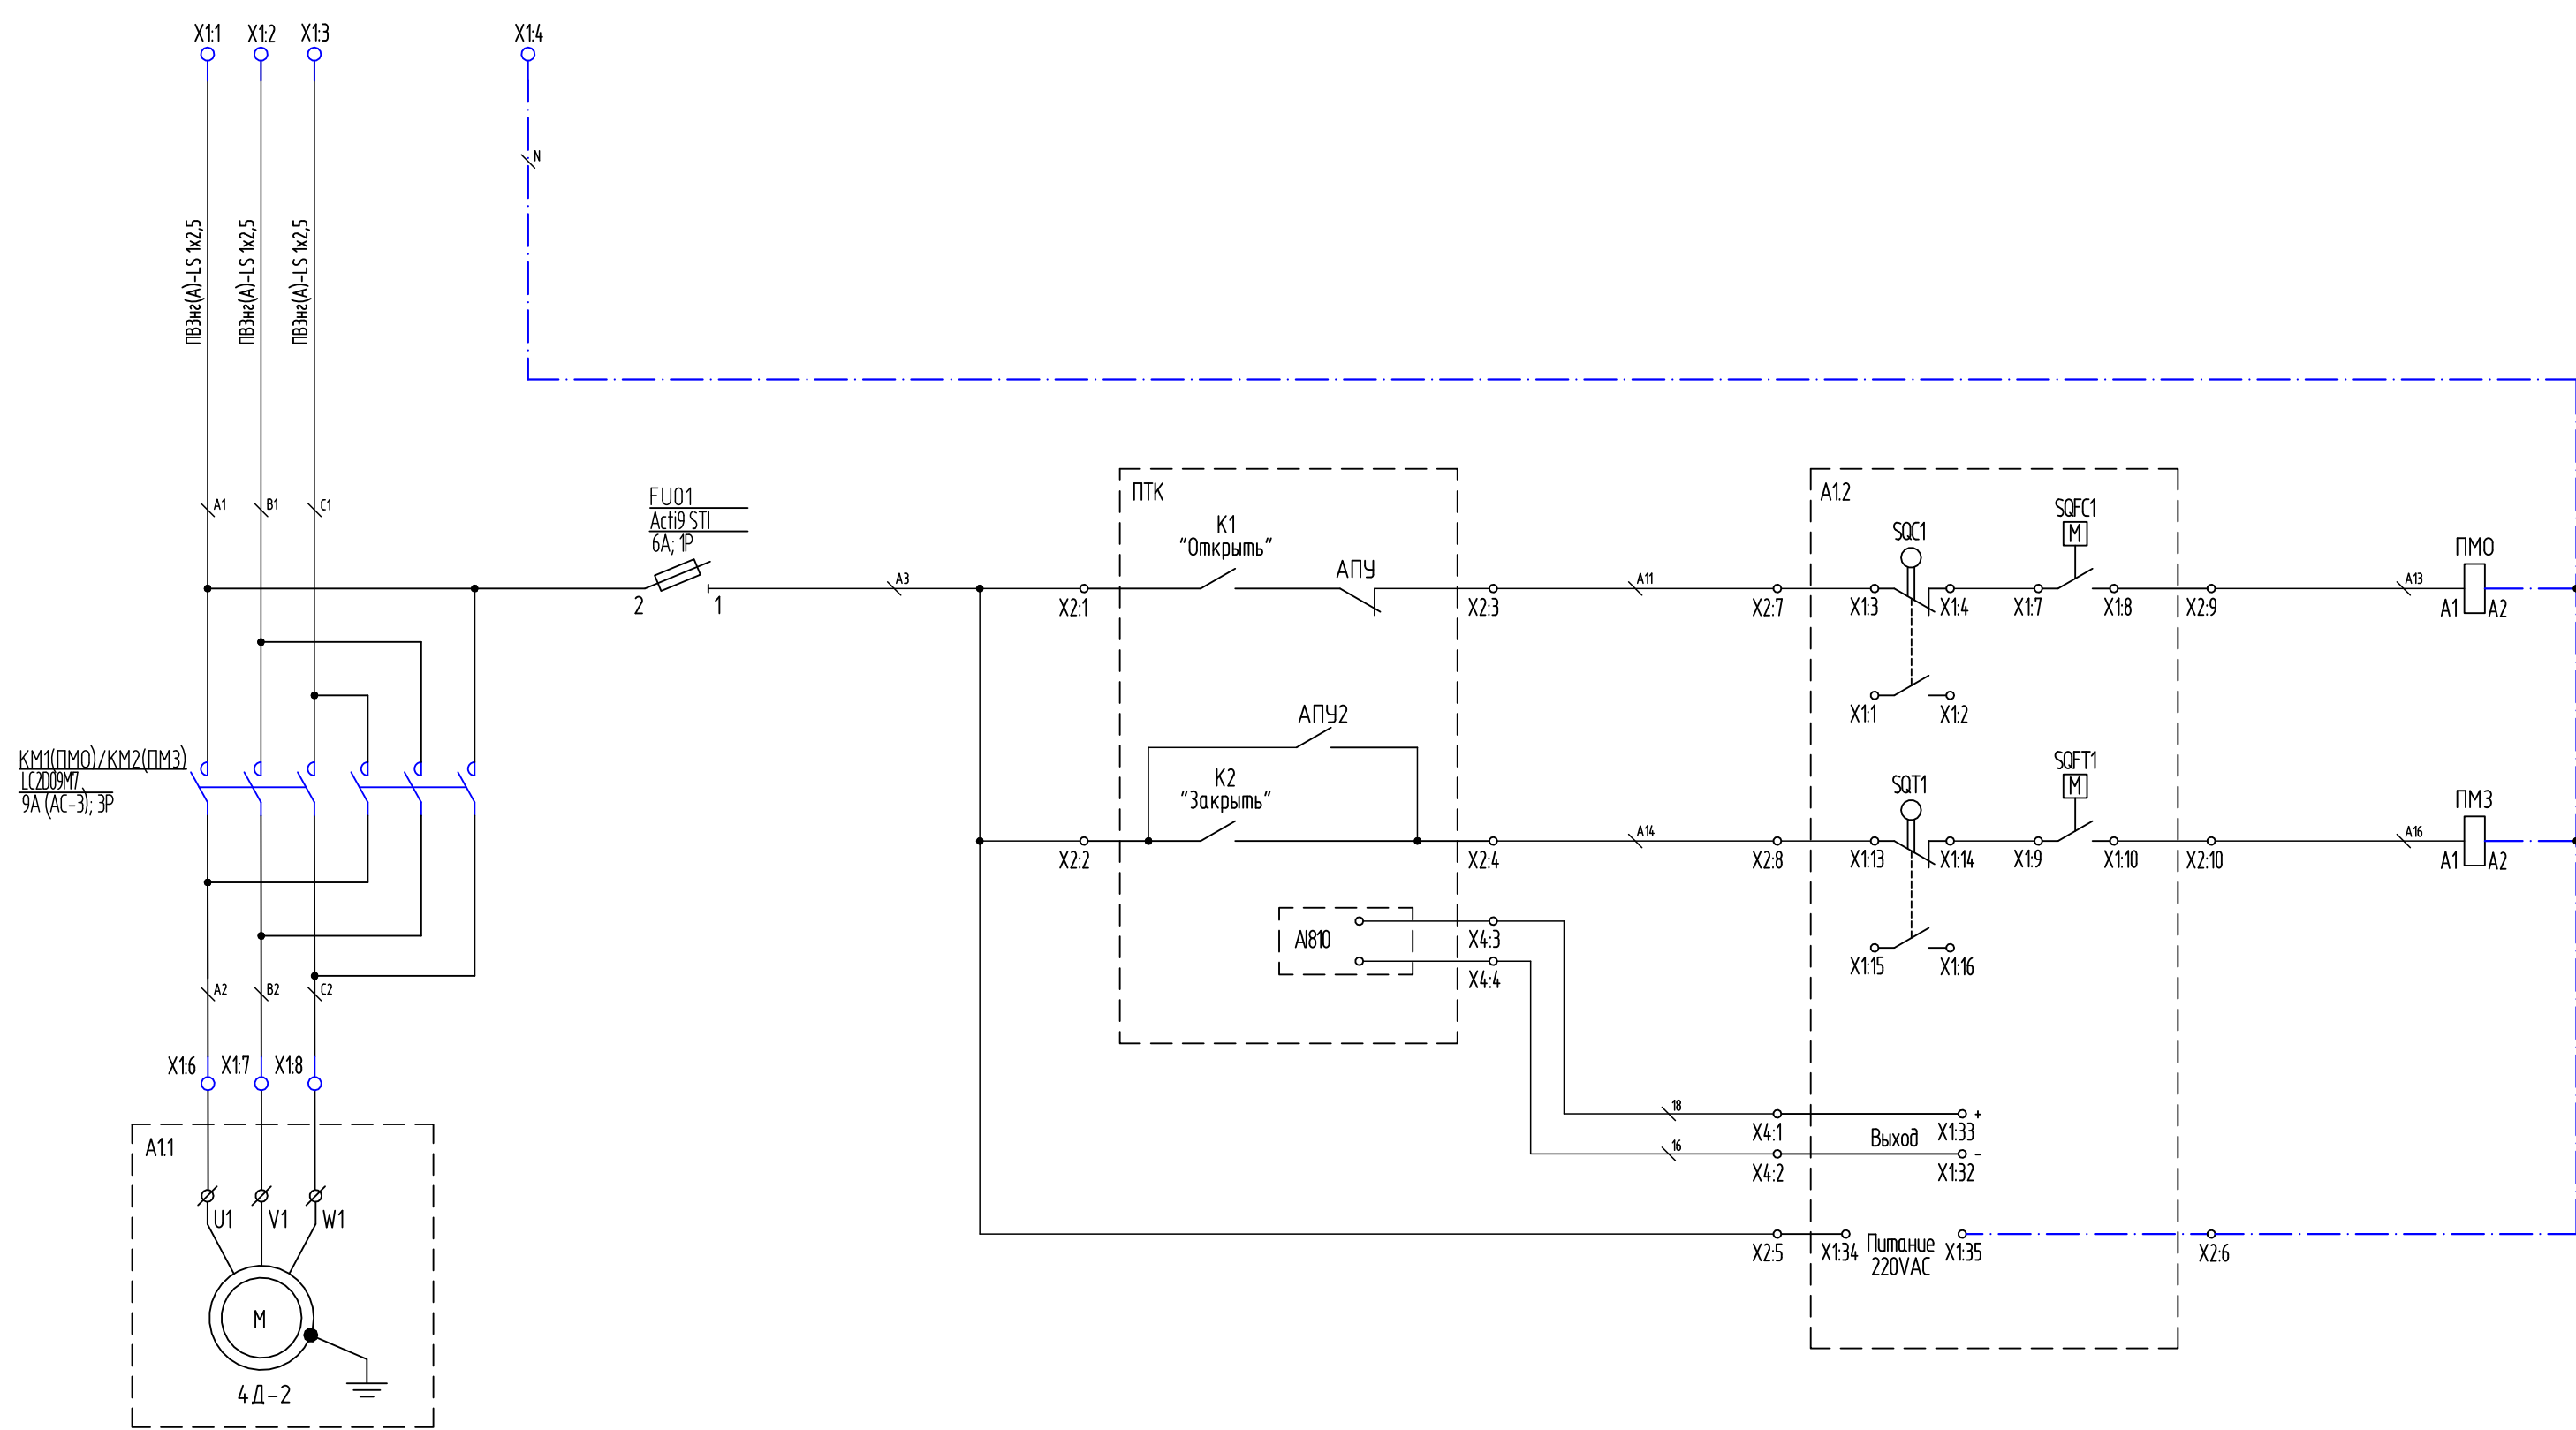 X1:1 X1:2 X1:3 X1:4
N
ПВ3нг(А)-LS 1x2,5
ПВ3нг(А)-LS 1x2,5
ПВ3нг(А)-LS 1x2,5
A1 B1 C1
FU01
Acti9 STI
6A; 1P
2 1
A3
ПТК
K1
"Открыть"
АПУ
X2:1 X2:3
A11
X2:7
A1.2
SQC1
SQFC1
M
X1:3 X1:4 X1:7 X1:8 X2:9
A13
ПМО
A1 A2
X1:1 X1:2
KM1(ПМО)/KM2(ПМЗ)
LC2D09M7
9A (AC-3); 3P
АПУ2
K2
"Закрыть"
X2:2 X2:4
A14
X2:8
SQT1
SQFT1
M
X1:13 X1:14 X1:9 X1:10 X2:10
A16
ПМЗ
A1 A2
X1:15 X1:16
AI810
X4:3
X4:4
A2 B2 C2
X1:6 X1:7 X1:8
18
X4:1
X1:33 +
Выход
16
X4:2
X1:32 -
X2:5 X1:34
Питание
220VAC
X1:35 X2:6
A1.1
U1 V1 W1
M
4Д-2